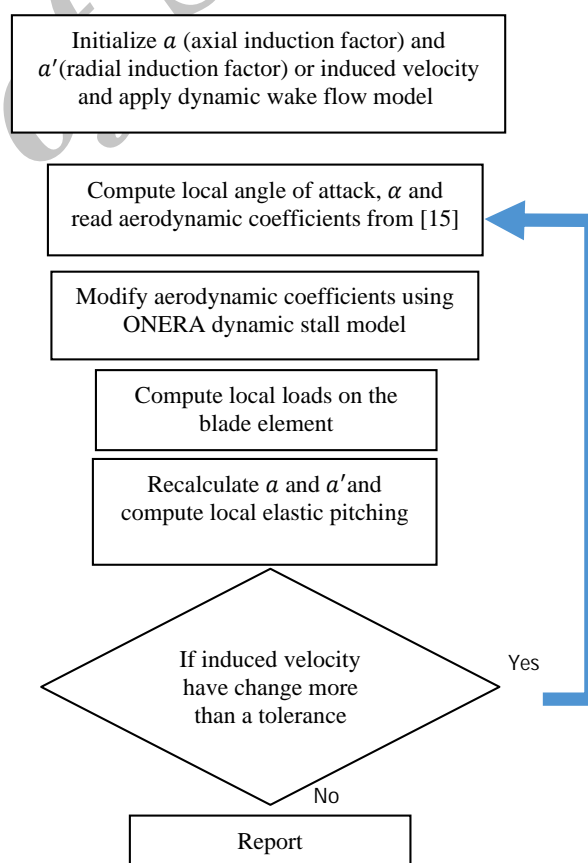 Initialize 𝑎 (axial induction factor) and
𝑎′(radial induction factor) or induced velocity
and apply dynamic wake flow model
Compute local angle of attack, 𝛼 and
read aerodynamic coefficients from [15]
Modify aerodynamic coefficients using
ONERA dynamic stall model
Compute local loads on the
blade element
Recalculate 𝑎 and 𝑎′and
compute local elastic pitching
If induced velocity
have change more
than a tolerance
Yes
No
Report